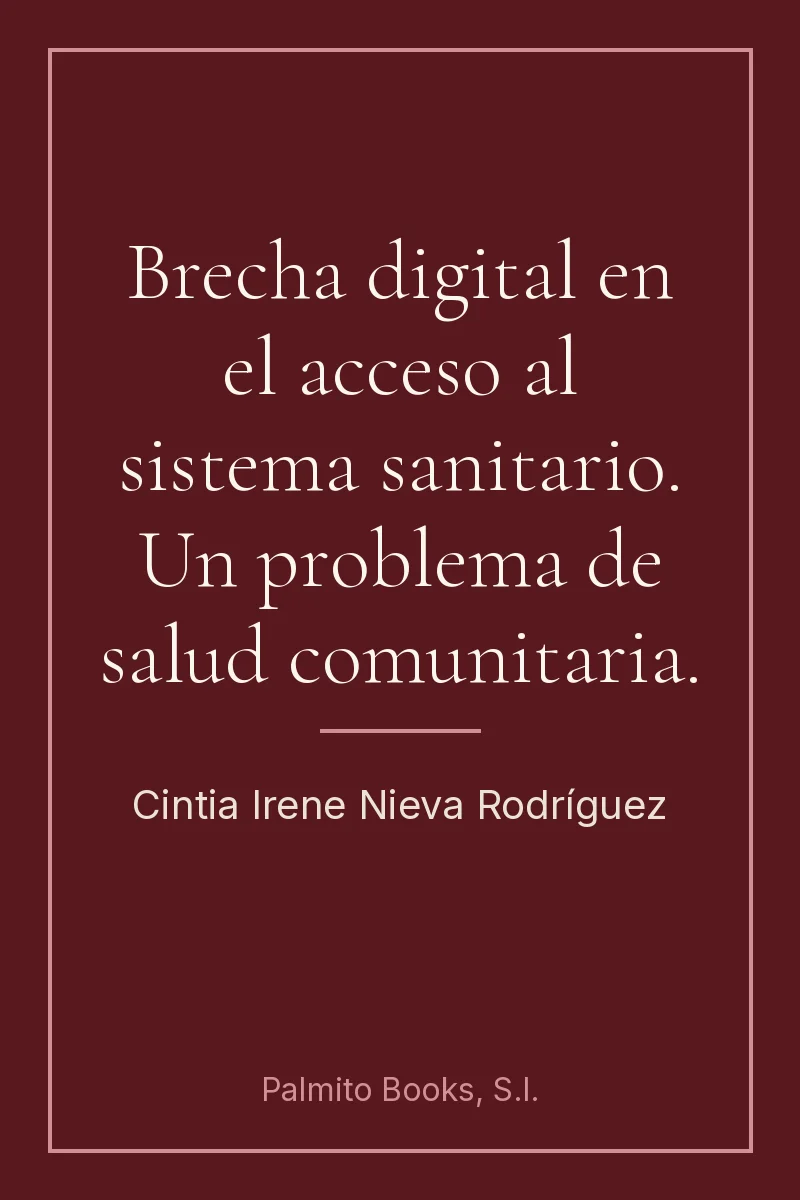 Brecha digital en
el acceso al
sistema sanitario.
Un problema de
salud comunitaria.
Cintia Irene Nieva Rodríguez
Palmito Books, S.l.